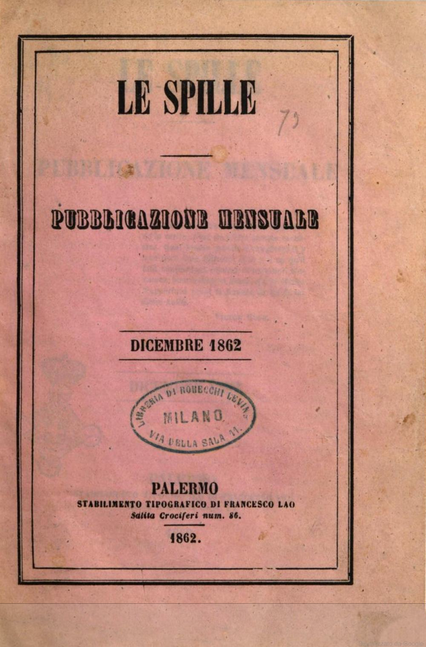 LE SPILLE
73
PUBBLICAZIONE MENSUALE
DICEMBRE 1862
LIBRERIA DI ROBECCHI LEVINO
MILANO
VIA DELLA SALA 11.
PALERMO
STABILIMENTO TIPOGRAFICO DI FRANCESCO LAO
Salita Crociferi num. 86.
1862.